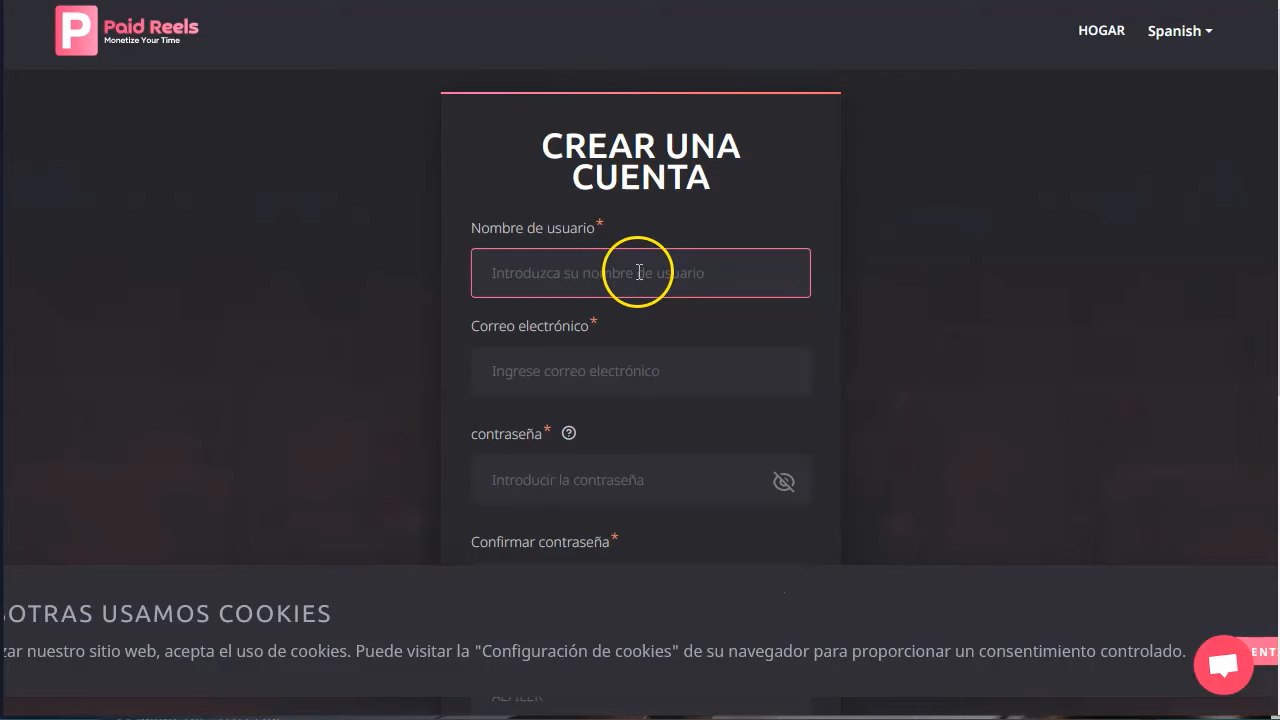 Paid Reels
Monetize Your Time
HOGAR
Spanish
CREAR UNA
CUENTA
Nombre de usuario*
Introduzca su nombre de usuario
Correo electrónico*
Ingrese correo electrónico
contraseña*
Introducir la contraseña
Confirmar contraseña*
OTRAS USAMOS COOKIES
zar nuestro sitio web, acepta el uso de cookies. Puede visitar la "Configuración de cookies" de su navegador para proporcionar un consentimiento controlado.
ENT